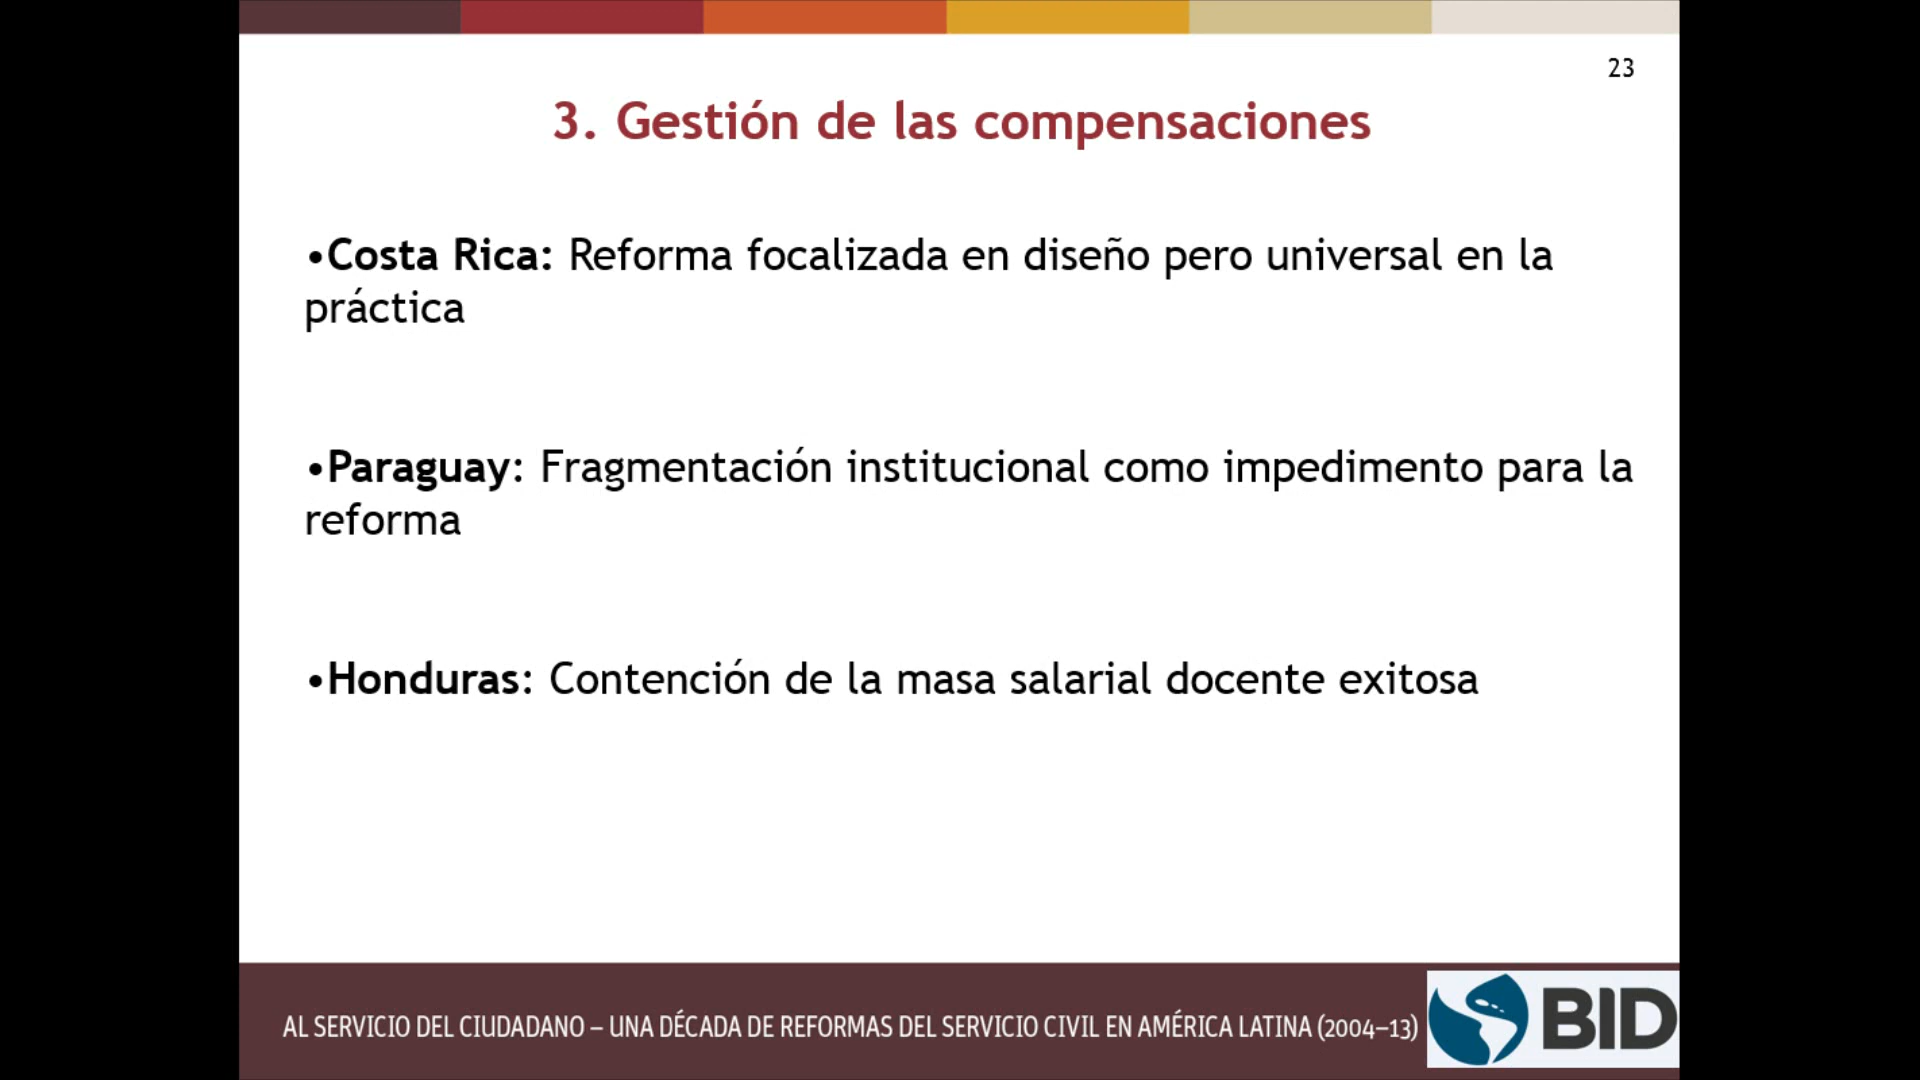 23
3. Gestión de las compensaciones
•Costa Rica: Reforma focalizada en diseño pero universal en la
práctica
•Paraguay: Fragmentación institucional como impedimento para la
reforma
•Honduras: Contención de la masa salarial docente exitosa
AL SERVICIO DEL CIUDADANO – UNA DÉCADA DE REFORMAS DEL SERVICIO CIVIL EN AMÉRICA LATINA (2004–13)
BID